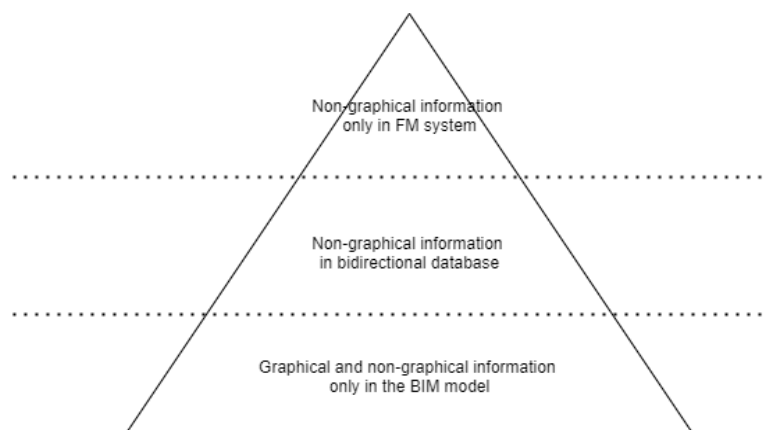 Non-graphical information
only in FM system
Non-graphical information
in bidirectional database
Graphical and non-graphical information
only in the BIM model